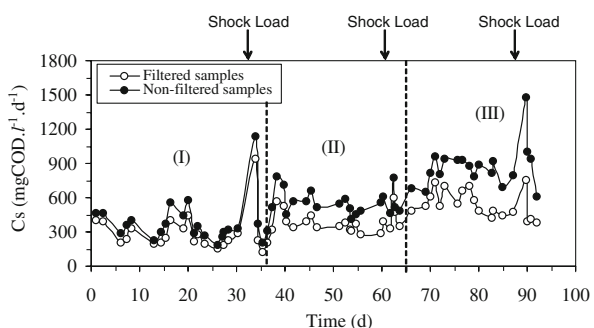 Shock Load Shock Load Shock Load
Cs (mgCOD.l⁻¹.d⁻¹)
1800
1500
1200
900
600
300
0
Filtered samples
Non-filtered samples
(I) (II) (III)
0 10 20 30 40 50 60 70 80 90 100
Time (d)